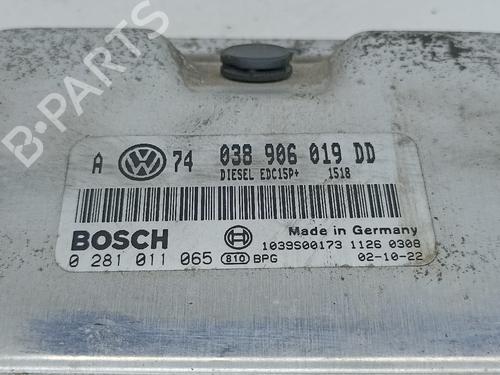 A VW 74 038 906 019 DD
DIESEL EDC15P+ 1518
BOSCH
Made in Germany
1039S00173 1126 0308
0 281 011 065 810 BPG 02-10-22
B-PARTS